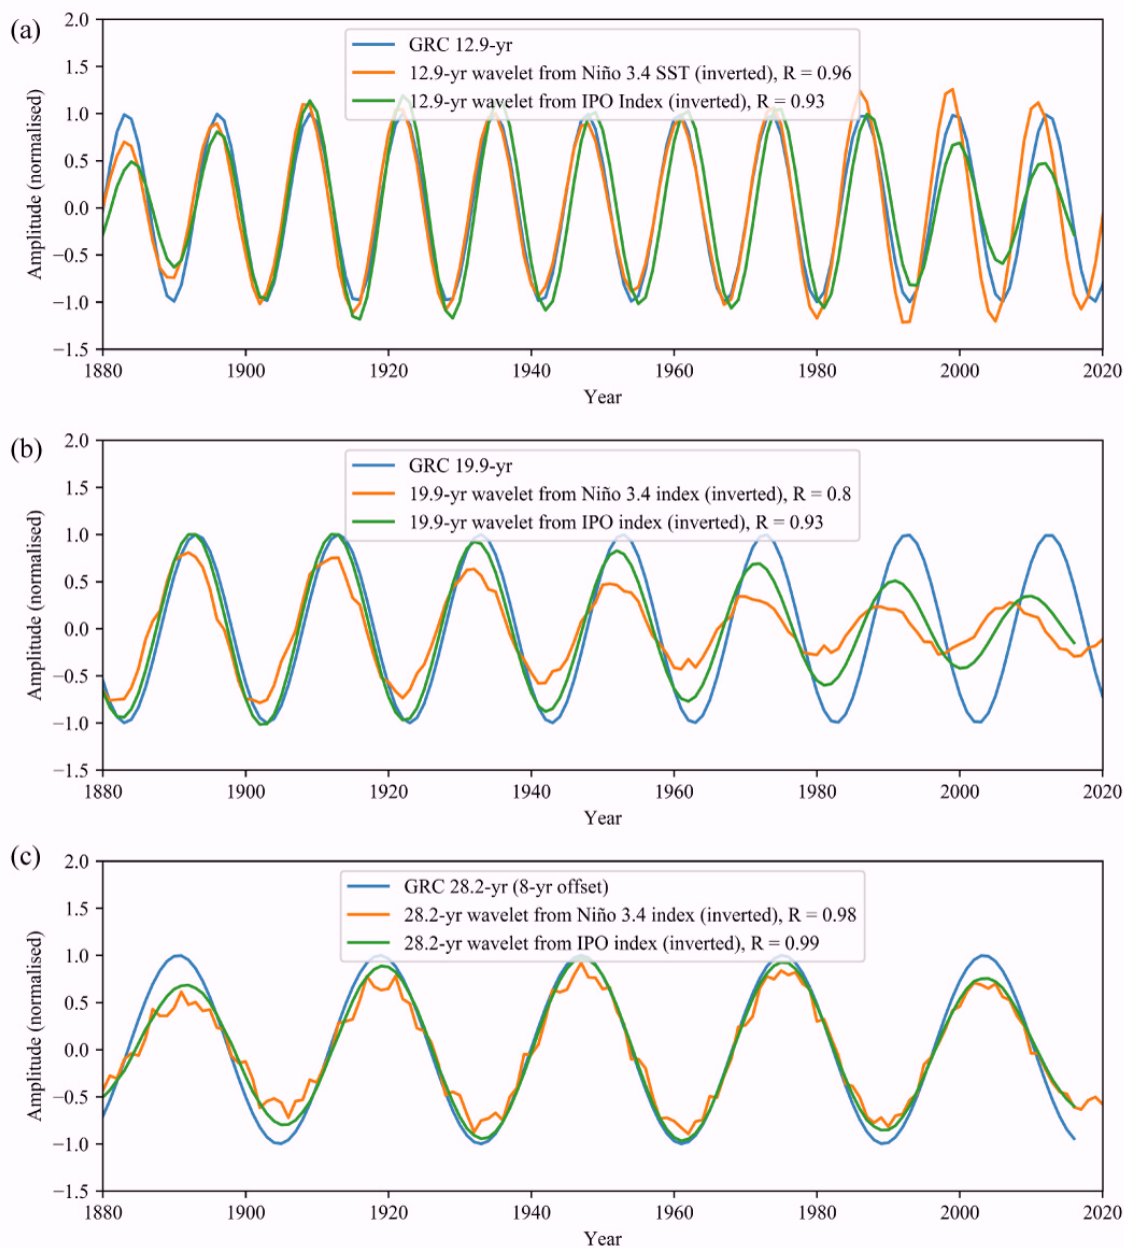 (a)
2.0
1.5
1.0
0.5
0.0
−0.5
−1.0
−1.5
Amplitude (normalised)
GRC 12.9-yr
12.9-yr wavelet from Niño 3.4 SST (inverted), R = 0.96
12.9-yr wavelet from IPO Index (inverted), R = 0.93
1880 1900 1920 1940 1960 1980 2000 2020
Year
(b)
2.0
1.5
1.0
0.5
0.0
−0.5
−1.0
−1.5
Amplitude (normalised)
GRC 19.9-yr
19.9-yr wavelet from Niño 3.4 index (inverted), R = 0.8
19.9-yr wavelet from IPO index (inverted), R = 0.93
1880 1900 1920 1940 1960 1980 2000 2020
Year
(c)
2.0
1.5
1.0
0.5
0.0
−0.5
−1.0
−1.5
Amplitude (normalised)
GRC 28.2-yr (8-yr offset)
28.2-yr wavelet from Niño 3.4 index (inverted), R = 0.98
28.2-yr wavelet from IPO index (inverted), R = 0.99
1880 1900 1920 1940 1960 1980 2000 2020
Year